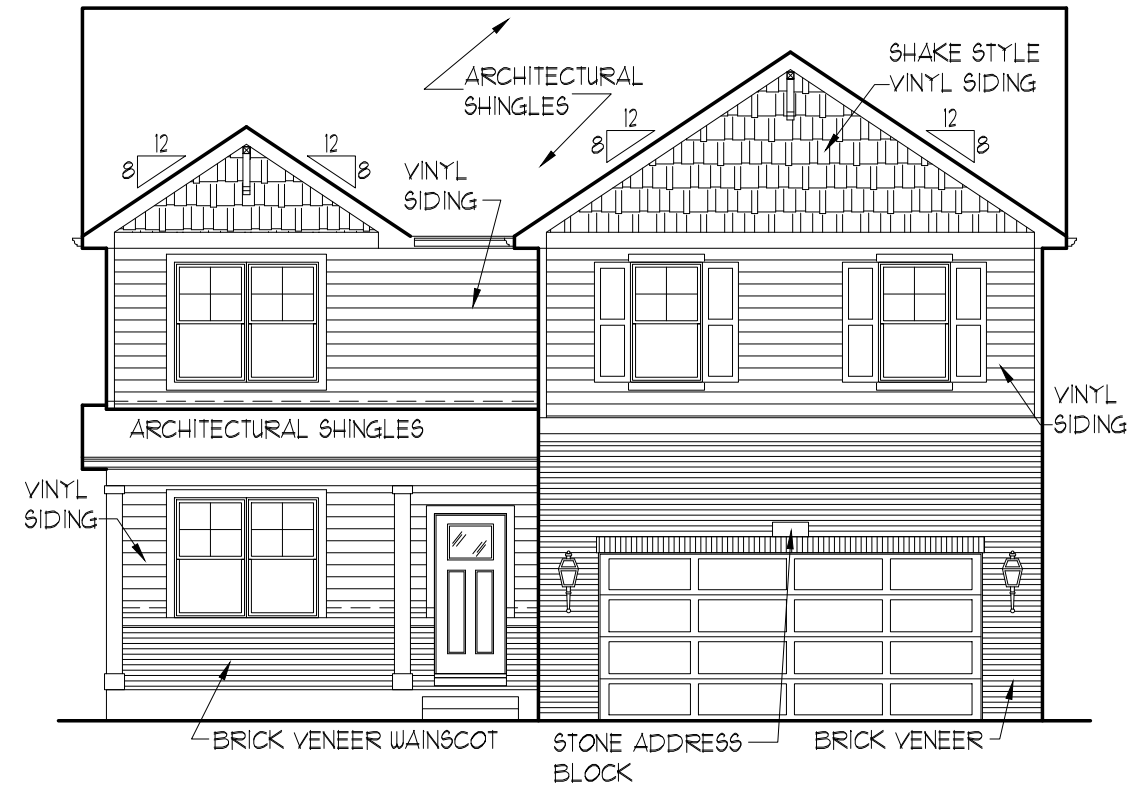 ARCHITECTURAL
SHINGLES
SHAKE STYLE
VINYL SIDING
12
8
12
8
12
8
12
8
VINYL
SIDING
VINYL
SIDING
ARCHITECTURAL SHINGLES
VINYL
SIDING
BRICK VENEER WAINSCOT
STONE ADDRESS
BLOCK
BRICK VENEER